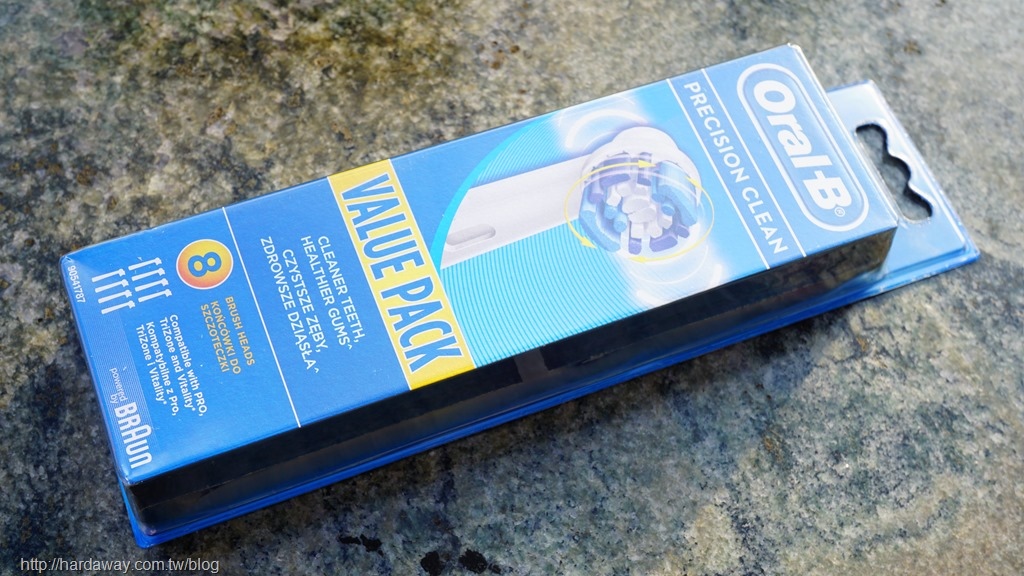 Oral-B®
PRECISION CLEAN
VALUE PACK
CLEANER TEETH,
HEALTHIER GUMS^
CZYSTSZE ZĘBY,
ZDROWSZE DZIĄSŁA^
8
BRUSH HEADS
KOŃCÓWKI DO
SZCZOTECZKI
Compatible with PRO,
TriZone and Vitality*
Kompatybilne z Pro,
TriZone i Vitality*
powered
by
BRAUN
90541787
http://hardaway.com.tw/blog